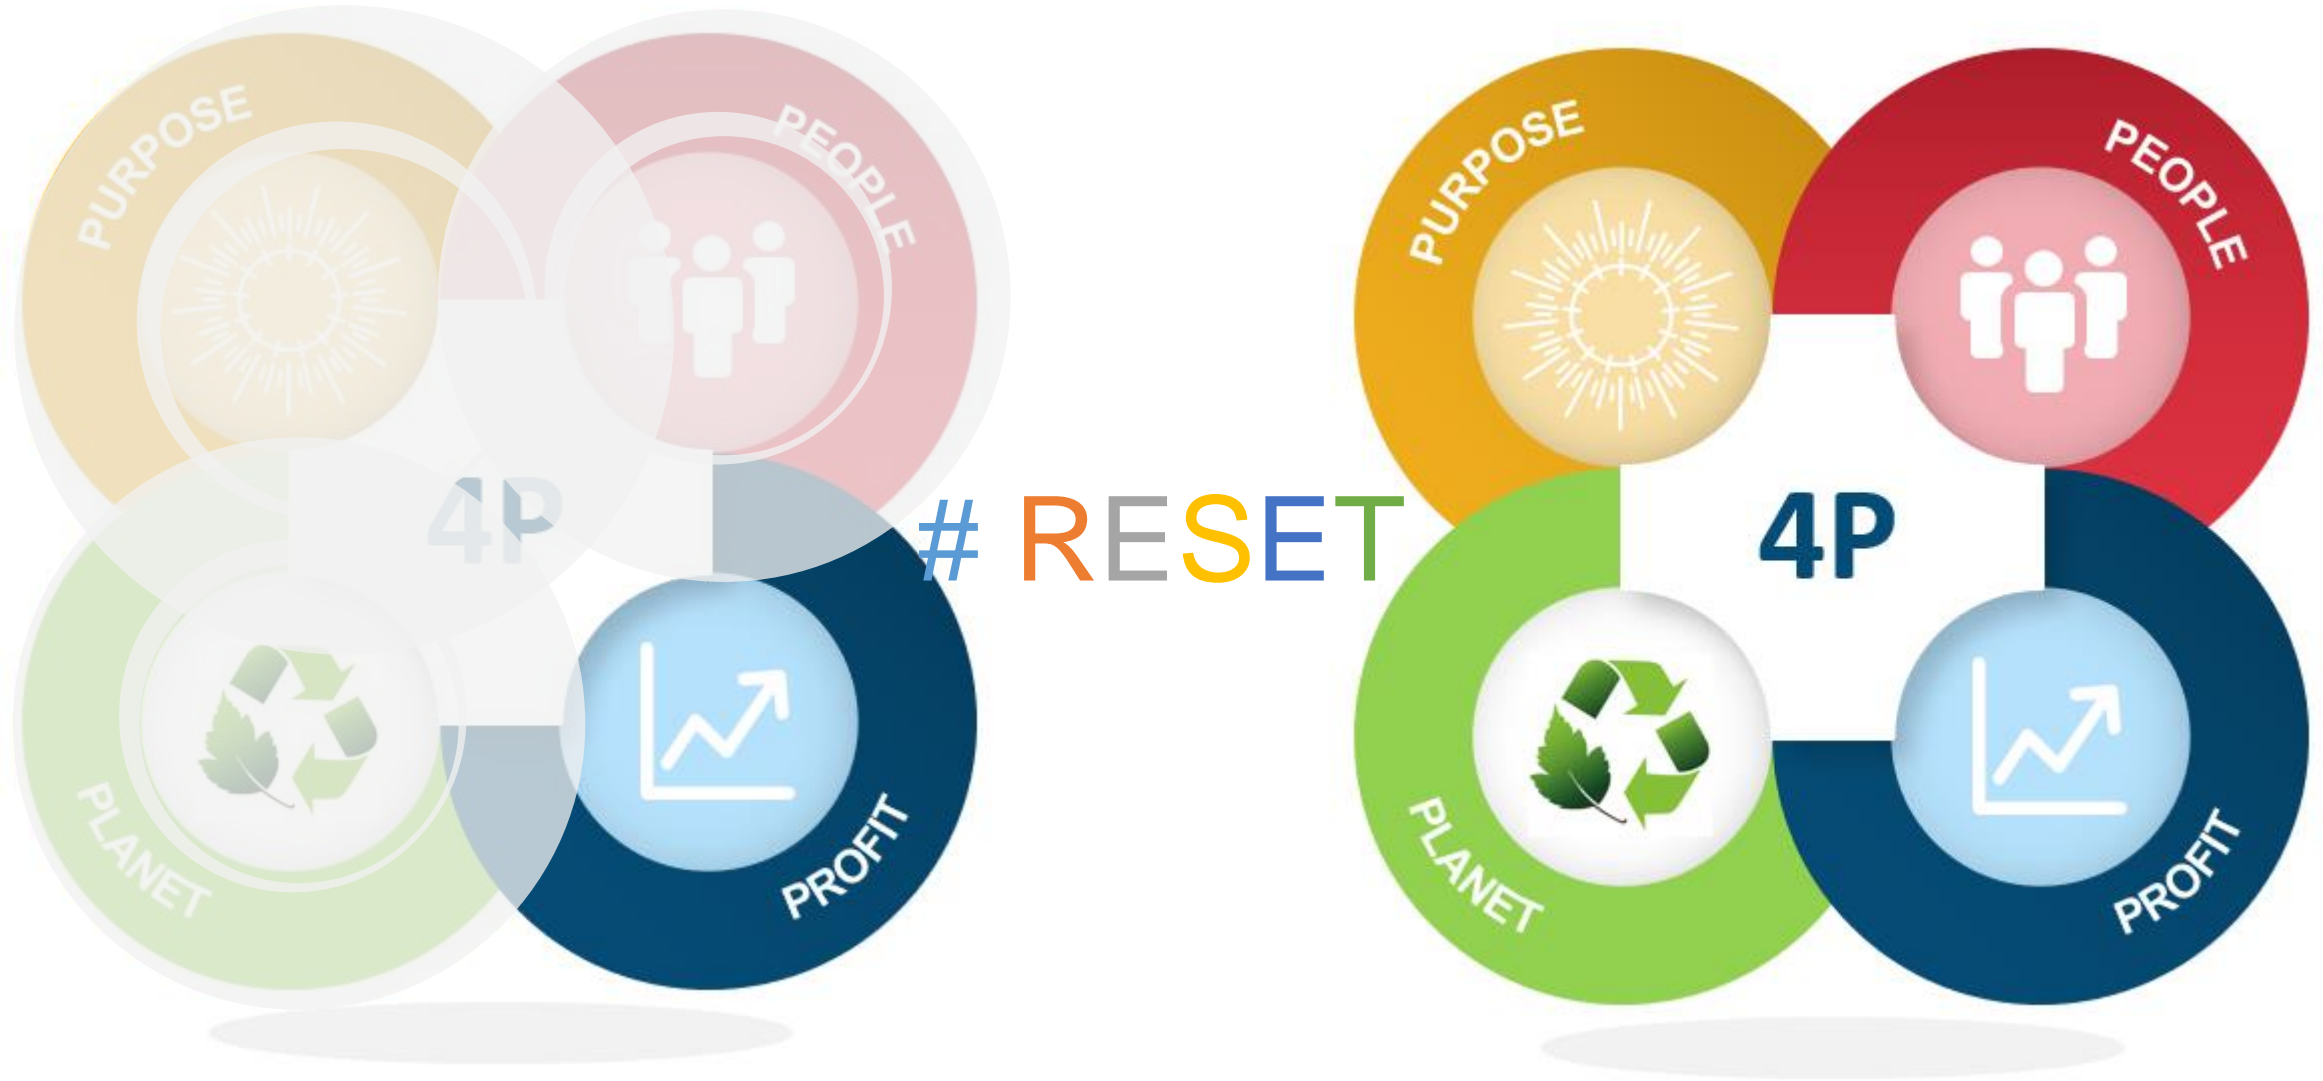 PURPOSE
PEOPLE
4P
PLANET
PROFIT
# RESET
PURPOSE
PEOPLE
4P
PLANET
PROFIT